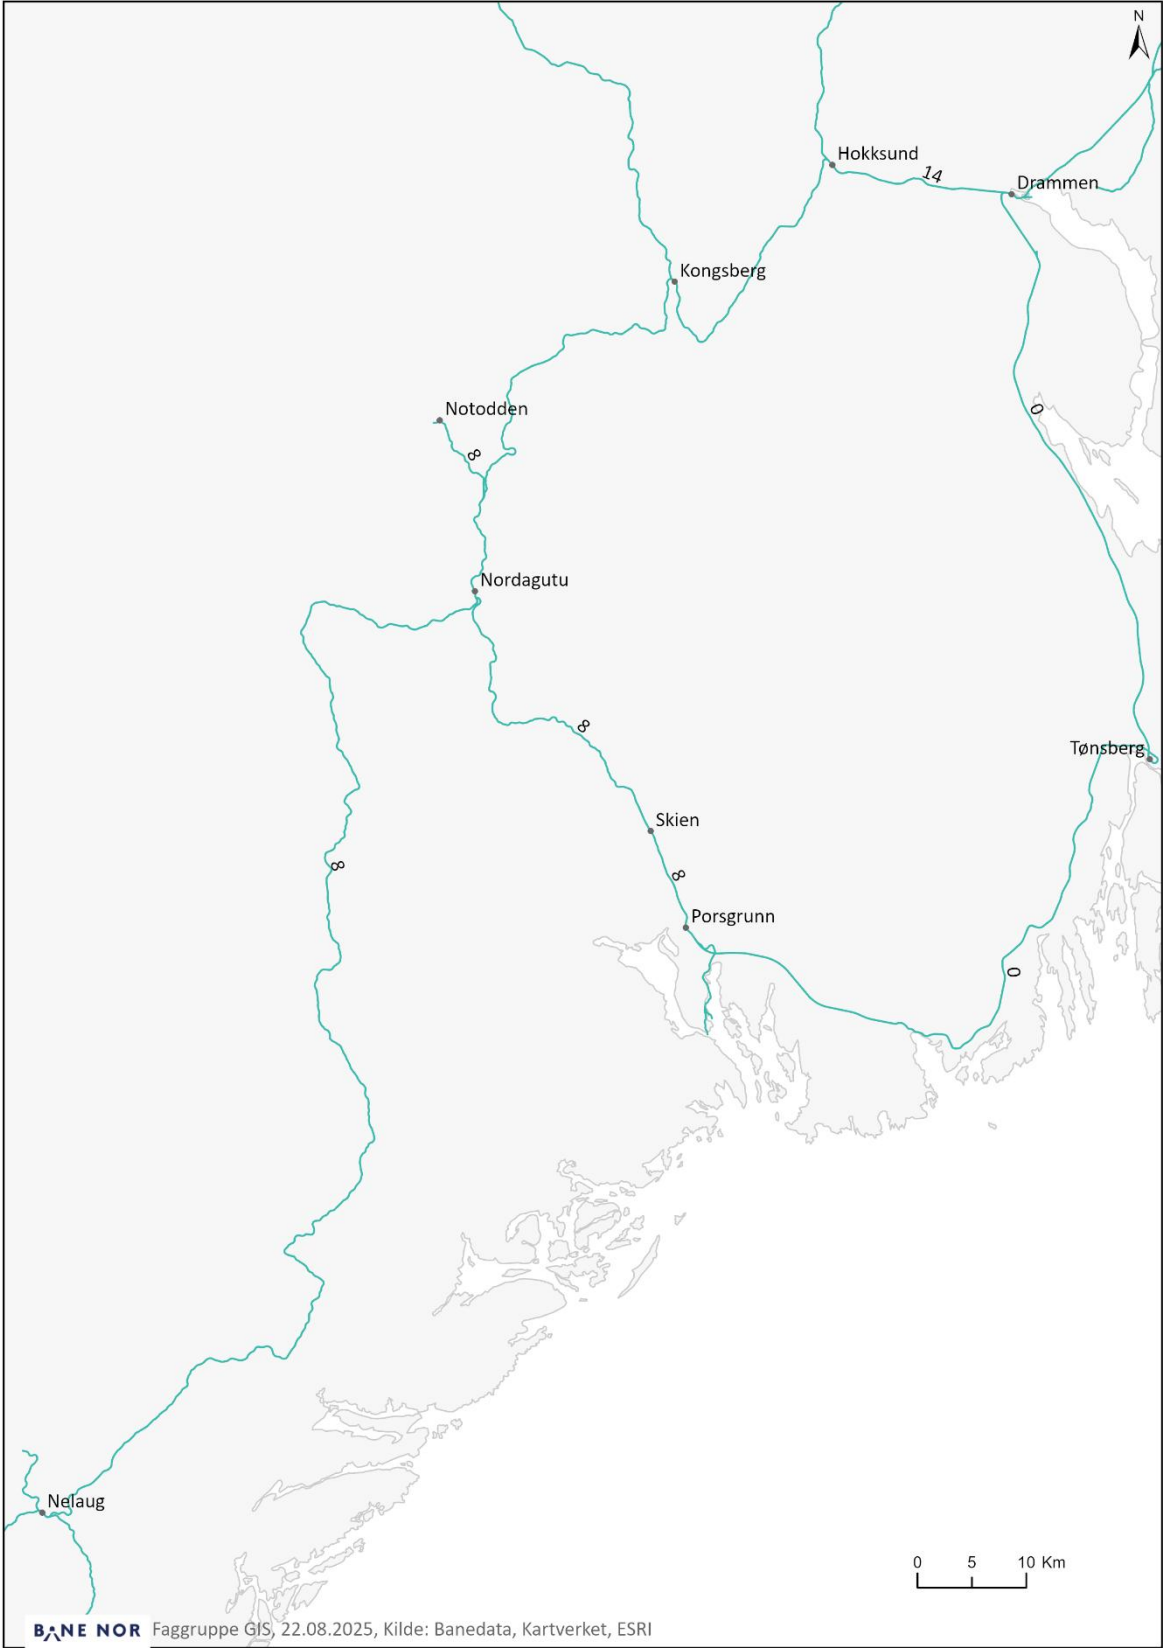 N
Hokksund
14
Drammen
Kongsberg
0
Notodden
8
Nordagutu
8
Tønsberg
Skien
8
8
Porsgrunn
0
Nelaug
0 5 10 Km
BANE NOR Faggruppe GIS, 22.08.2025, Kilde: Banedata, Kartverket, ESRI